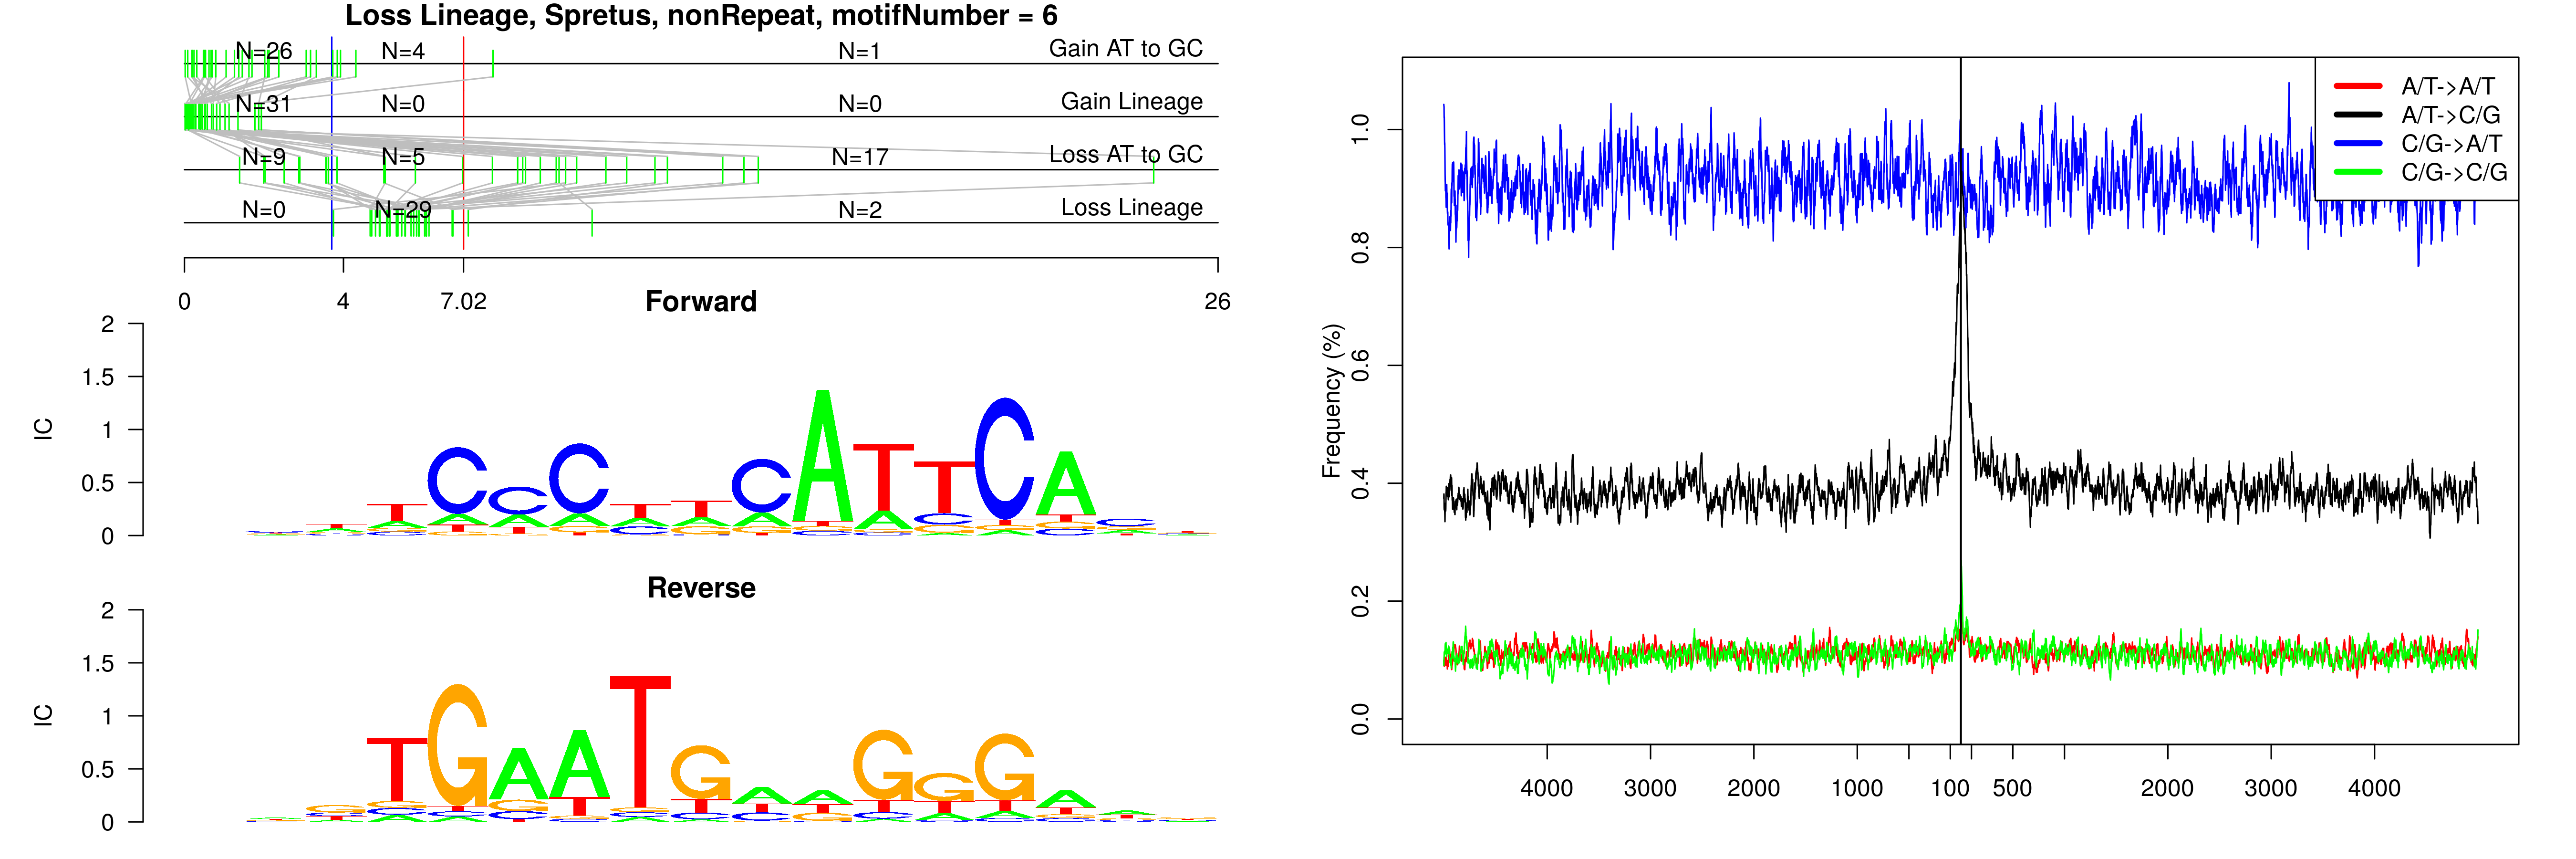 Loss Lineage, Spretus, nonRepeat, motifNumber = 6
N=26 N=4 N=1 Gain AT to GC
N=31 N=0 N=0 Gain Lineage
N=9 N=5 N=17 Loss AT to GC
N=0 N=29 N=2 Loss Lineage
0 4 7.02 26
Forward
IC
2
1.5
1
0.5
0
Reverse
IC
2
1.5
1
0.5
0
Frequency (%)
1.0
0.8
0.6
0.4
0.2
0.0
4000 3000 2000 1000 100 500 2000 3000 4000
A/T->A/T
A/T->C/G
C/G->A/T
C/G->C/G